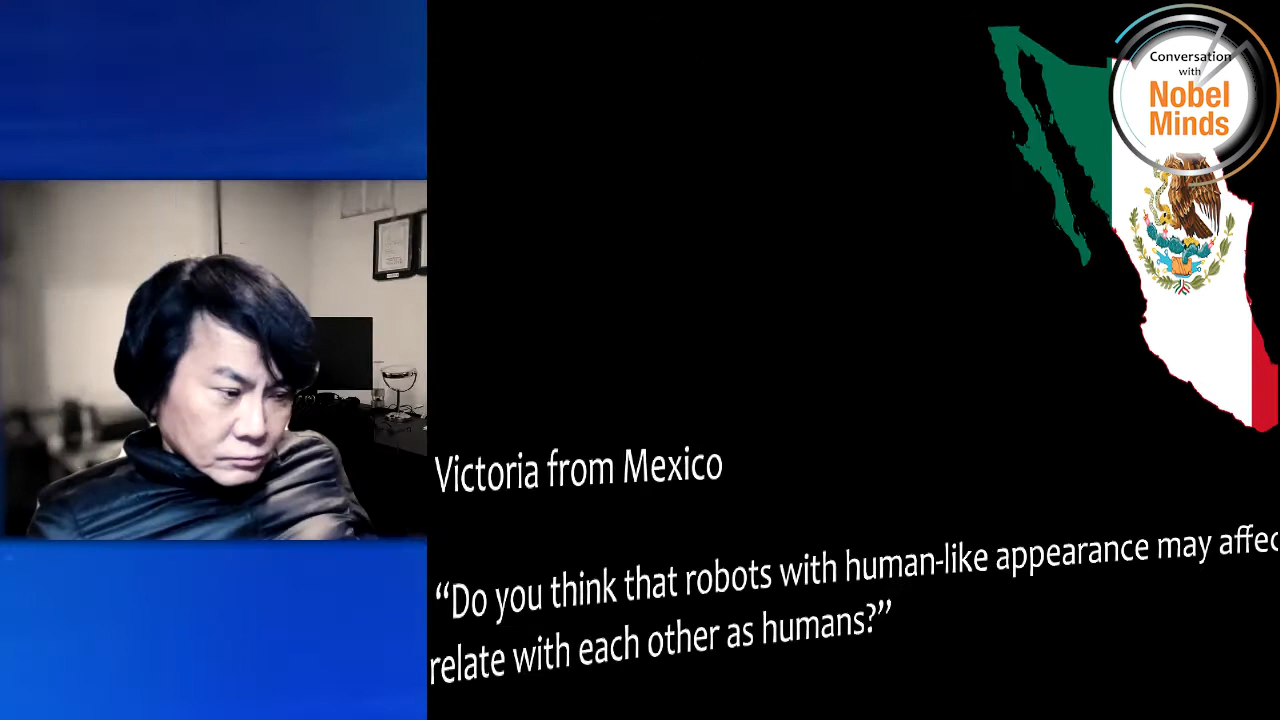 Conversation
with
Nobel
Minds
Victoria from Mexico
“Do you think that robots with human-like appearance may
relate with each other as humans?”